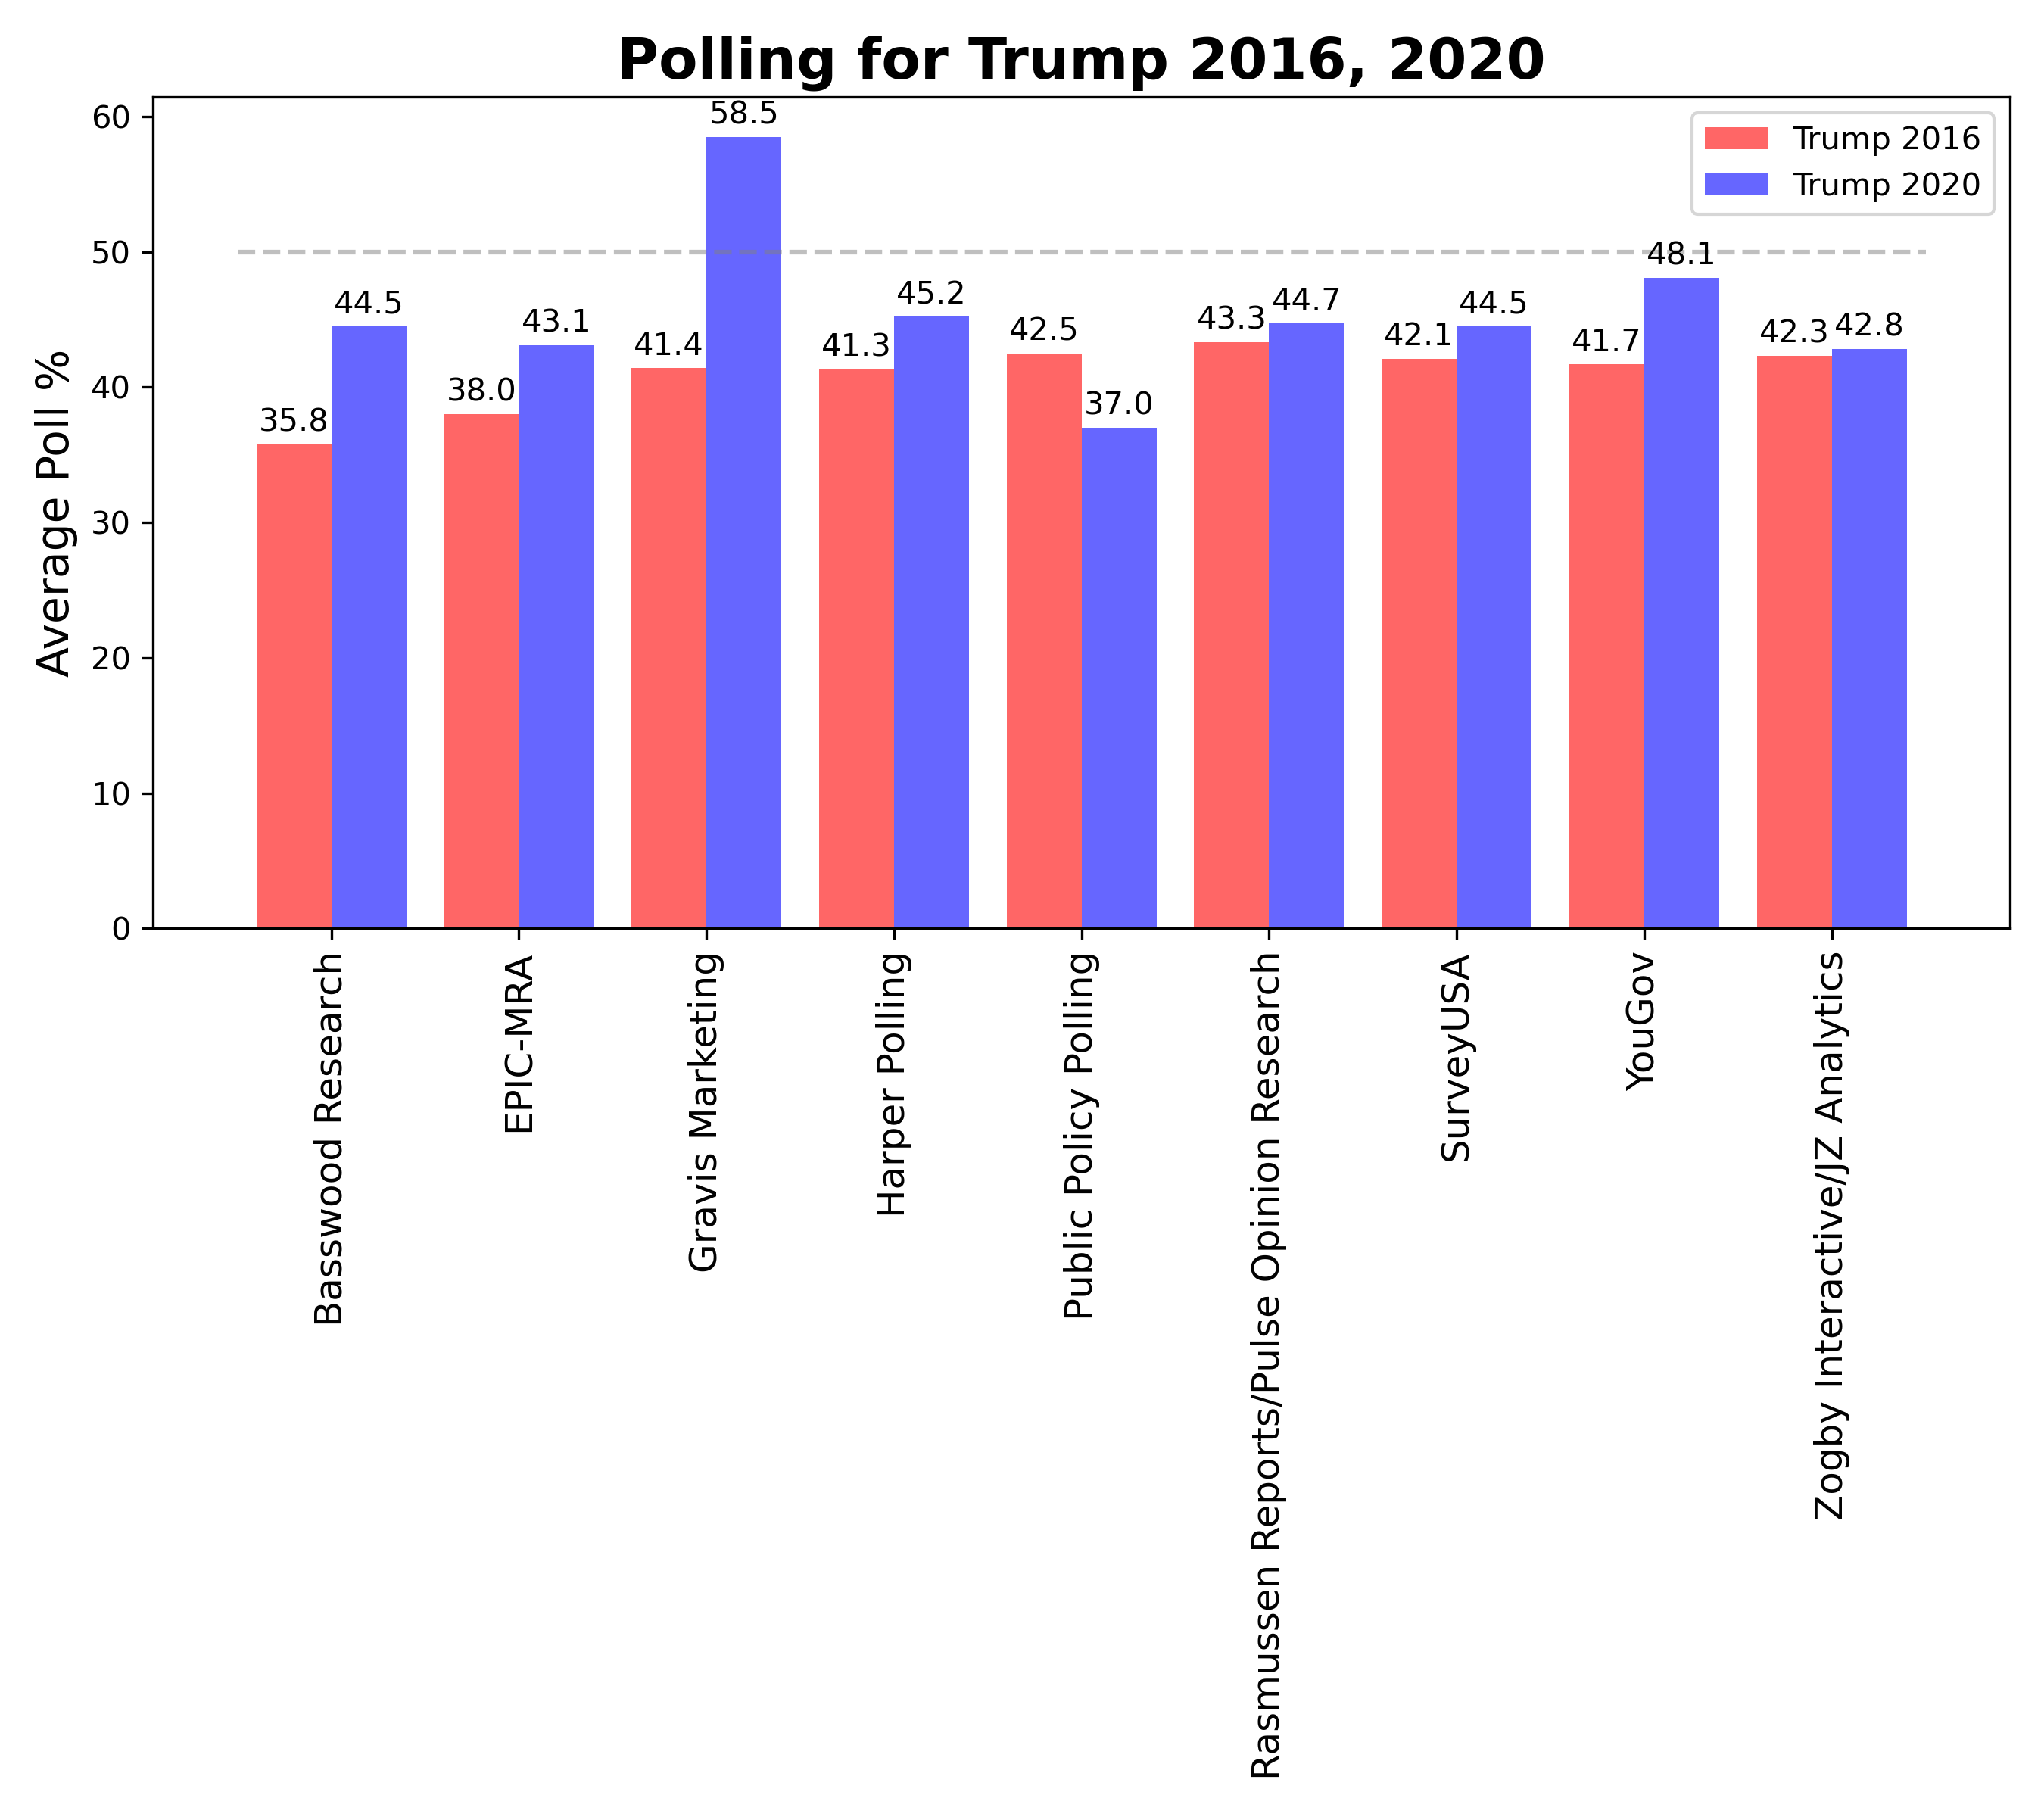 Polling for Trump 2016, 2020
Average Poll %
60
50
40
30
20
10
0
Trump 2016
Trump 2020
35.8
44.5
38.0
43.1
41.4
58.5
41.3
45.2
42.5
37.0
43.3
44.7
42.1
44.5
41.7
48.1
42.3
42.8
Basswood Research
EPIC-MRA
Gravis Marketing
Harper Polling
Public Policy Polling
Rasmussen Reports/Pulse Opinion Research
SurveyUSA
YouGov
Zogby Interactive/JZ Analytics